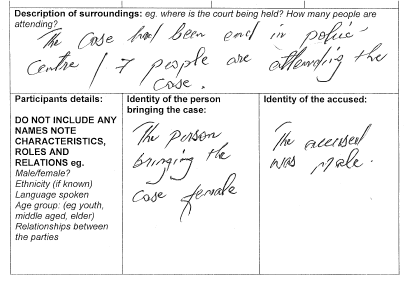 Description of surroundings: eg. where is the court being held? How many people are
attending?
The case had been end in police
centre / 7 people are attending the
case.
Participants details:
DO NOT INCLUDE ANY
NAMES NOTE
CHARACTERISTICS,
ROLES AND
RELATIONS eg.
Male/female?
Ethnicity (if known)
Language spoken
Age group: (eg youth,
middle aged, elder)
Relationships between
the parties
Identity of the person
bringing the case:
The person
bringing the
case female
Identity of the accused:
The accused
was male.